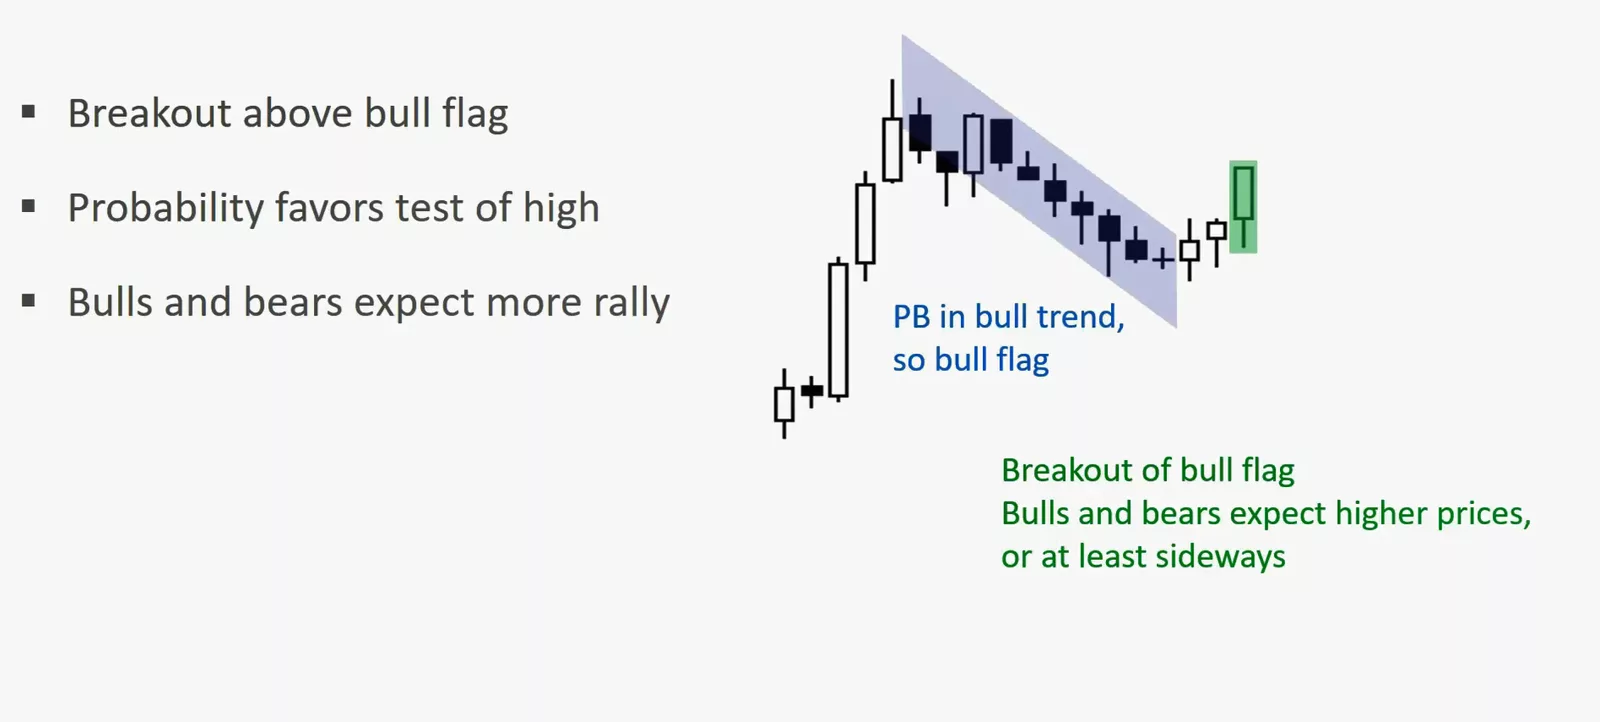 ▪ Breakout above bull flag
▪ Probability favors test of high
▪ Bulls and bears expect more rally
PB in bull trend,
so bull flag
Breakout of bull flag
Bulls and bears expect higher prices,
or at least sideways